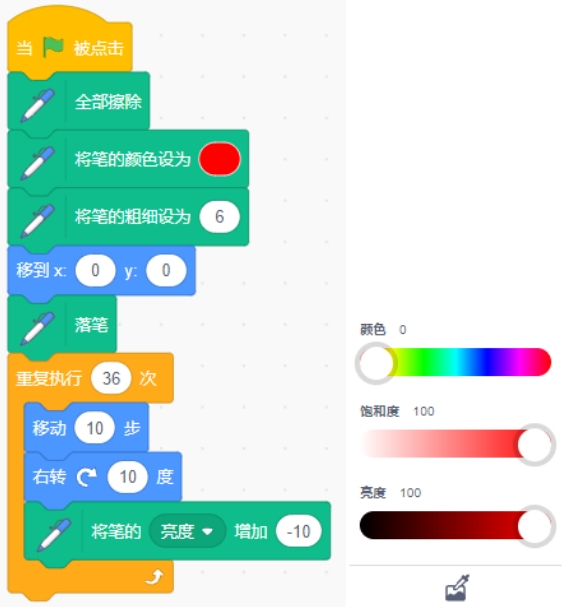 当 被点击
全部擦除
将笔的颜色设为
将笔的粗细设为 6
移到 x: 0 y: 0
落笔
重复执行 36 次
移动 10 步
右转 10 度
将笔的 亮度 增加 -10
颜色 0
饱和度 100
亮度 100